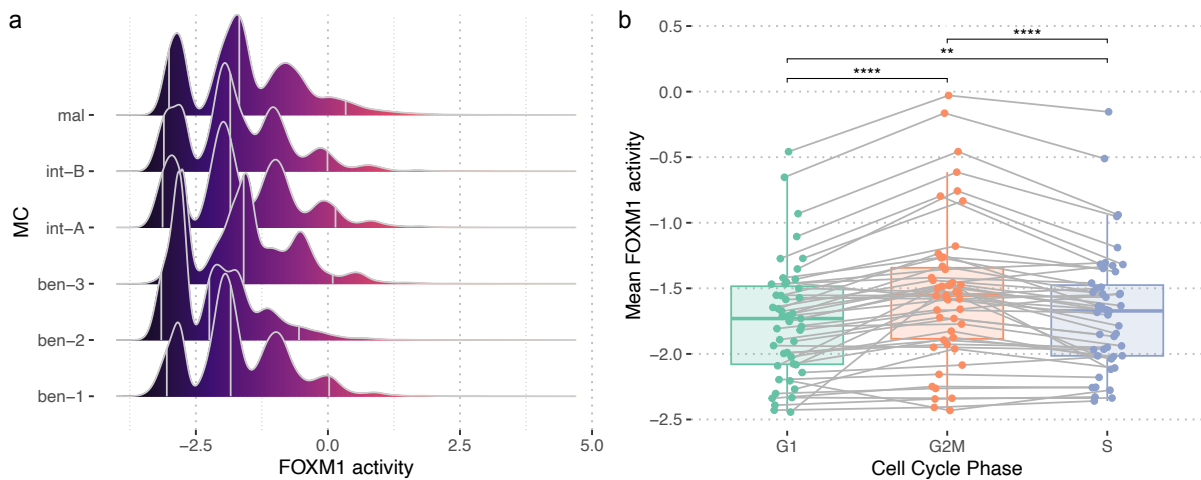 a
MC
mal
int−B
int−A
ben−3
ben−2
ben−1
−2.5 0.0 2.5 5.0
FOXM1 activity
b
Mean FOXM1 activity
0.5
0.0
−0.5
−1.0
−1.5
−2.0
−2.5
****
**
****
G1 G2M S
Cell Cycle Phase